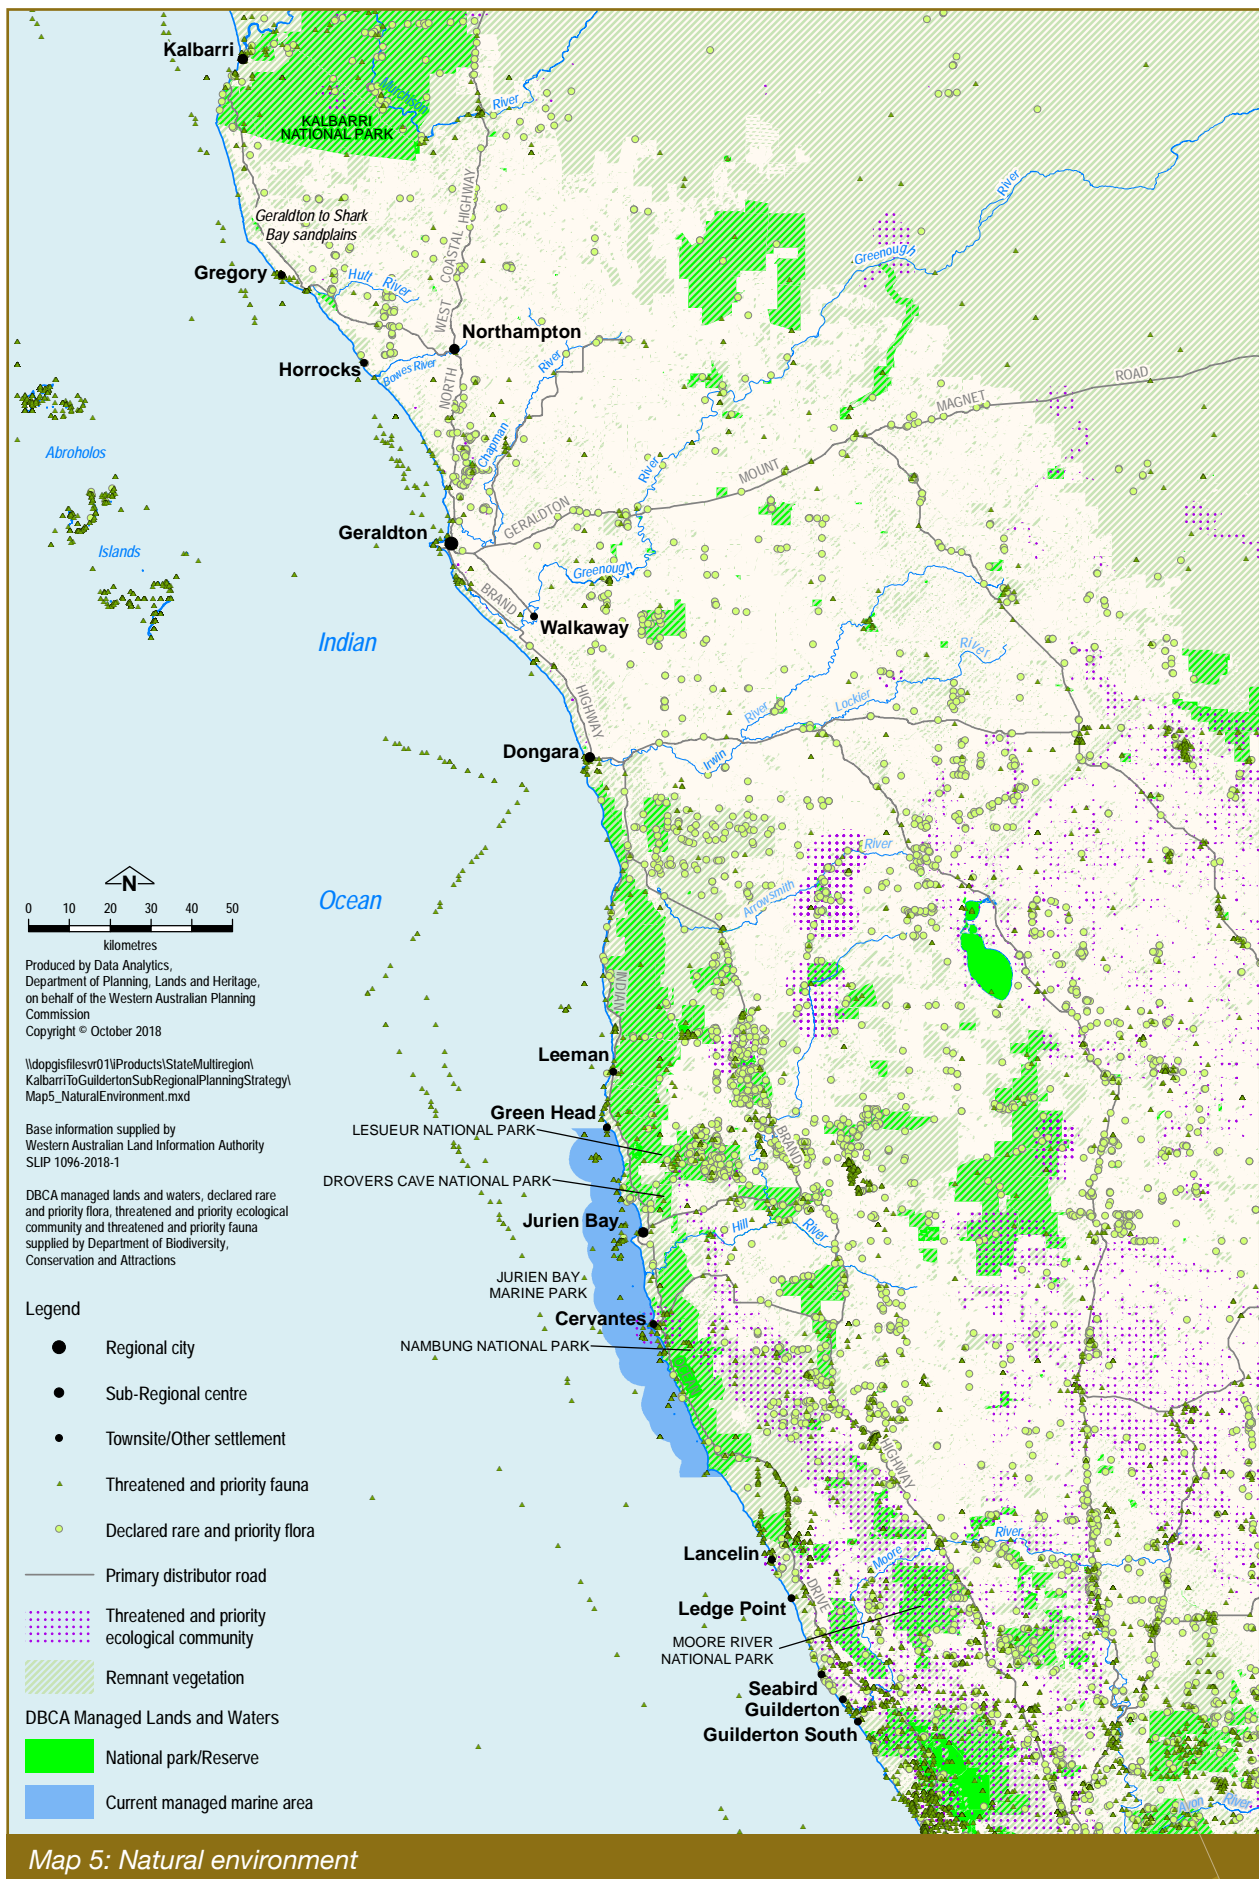 Kalbarri
Murchison
River
KALBARRI
NATIONAL PARK
Geraldton to Shark
Bay sandplains
NORTH
WEST
COASTAL HIGHWAY
River
Greenough
Gregory
Hutt River
Northampton
Horrocks
Bowes River
River
Chapman
ROAD
MAGNET
MOUNT
GERALDTON
River
Abroholos
Islands
Geraldton
Greenough
BRAND
Walkaway
HIGHWAY
Indian
Ocean
River
Lockier
River
Irwin
Dongara
River
Arrowsmith
INDIAN
Leeman
Green Head
LESUEUR NATIONAL PARK
BRAND
DROVERS CAVE NATIONAL PARK
Jurien Bay
Hill
River
JURIEN BAY
MARINE PARK
Cervantes
NAMBUNG NATIONAL PARK
OCEAN
HIGHWAY
Lancelin
Moore
River
DRIVE
Ledge Point
MOORE RIVER
NATIONAL PARK
Seabird
Guilderton
Guilderton South
Avon River
N
0 10 20 30 40 50
kilometres
Produced by Data Analytics,
Department of Planning, Lands and Heritage,
on behalf of the Western Australian Planning
Commission
Copyright © October 2018
\\dopgisfilesvr01\iProducts\StateMultiregion\
KalbarriToGuildertonSubRegionalPlanningStrategy\
Map5_NaturalEnvironment.mxd
Base information supplied by
Western Australian Land Information Authority
SLIP 1096-2018-1
DBCA managed lands and waters, declared rare
and priority flora, threatened and priority ecological
community and threatened and priority fauna
supplied by Department of Biodiversity,
Conservation and Attractions
Legend
Regional city
Sub-Regional centre
Townsite/Other settlement
Threatened and priority fauna
Declared rare and priority flora
Primary distributor road
Threatened and priority
ecological community
Remnant vegetation
DBCA Managed Lands and Waters
National park/Reserve
Current managed marine area
Map 5: Natural environment